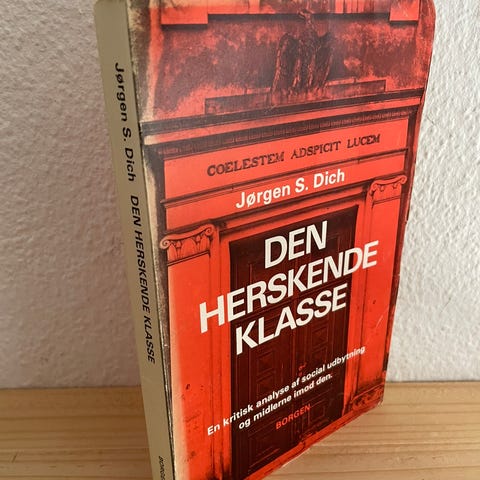 COELESTEM ADSPICIT LUCEM
Jørgen S. Dich
DEN
HERSKENDE
KLASSE
En kritisk analyse af social udbytning
og midlerne imod den.
BORGEN
Jørgen S. Dich DEN HERSKENDE KLASSE BORGEN